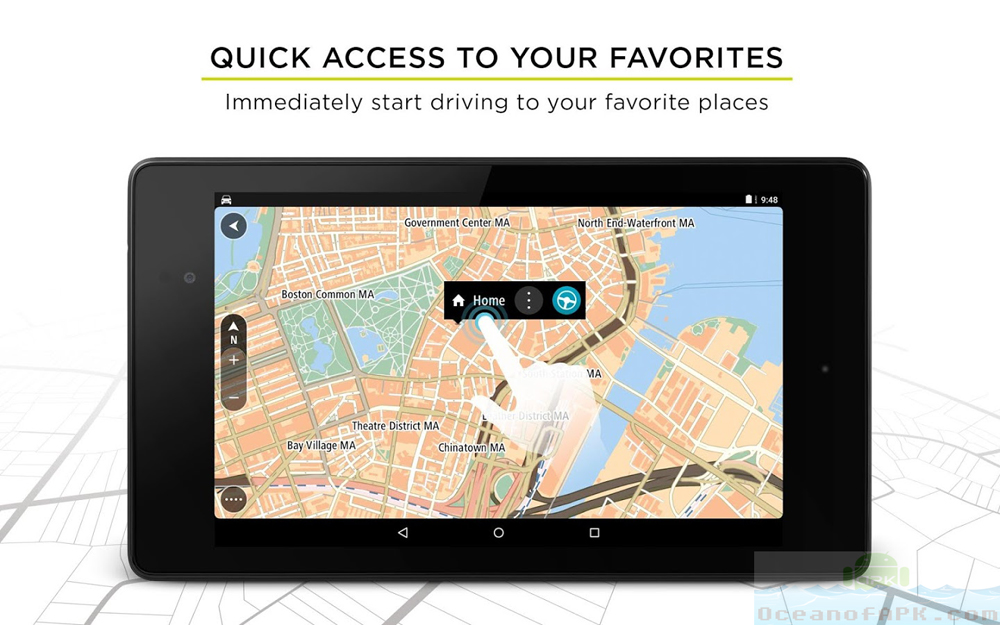 QUICK ACCESS TO YOUR FAVORITES
Immediately start driving to your favorite places
9:48
Government Center MA
North End-Waterfront MA
Boston Common MA
Home
N
MA
District MA
Theatre District MA
Bay Village MA
Chinatown MA
APK
OceanofAPK.com